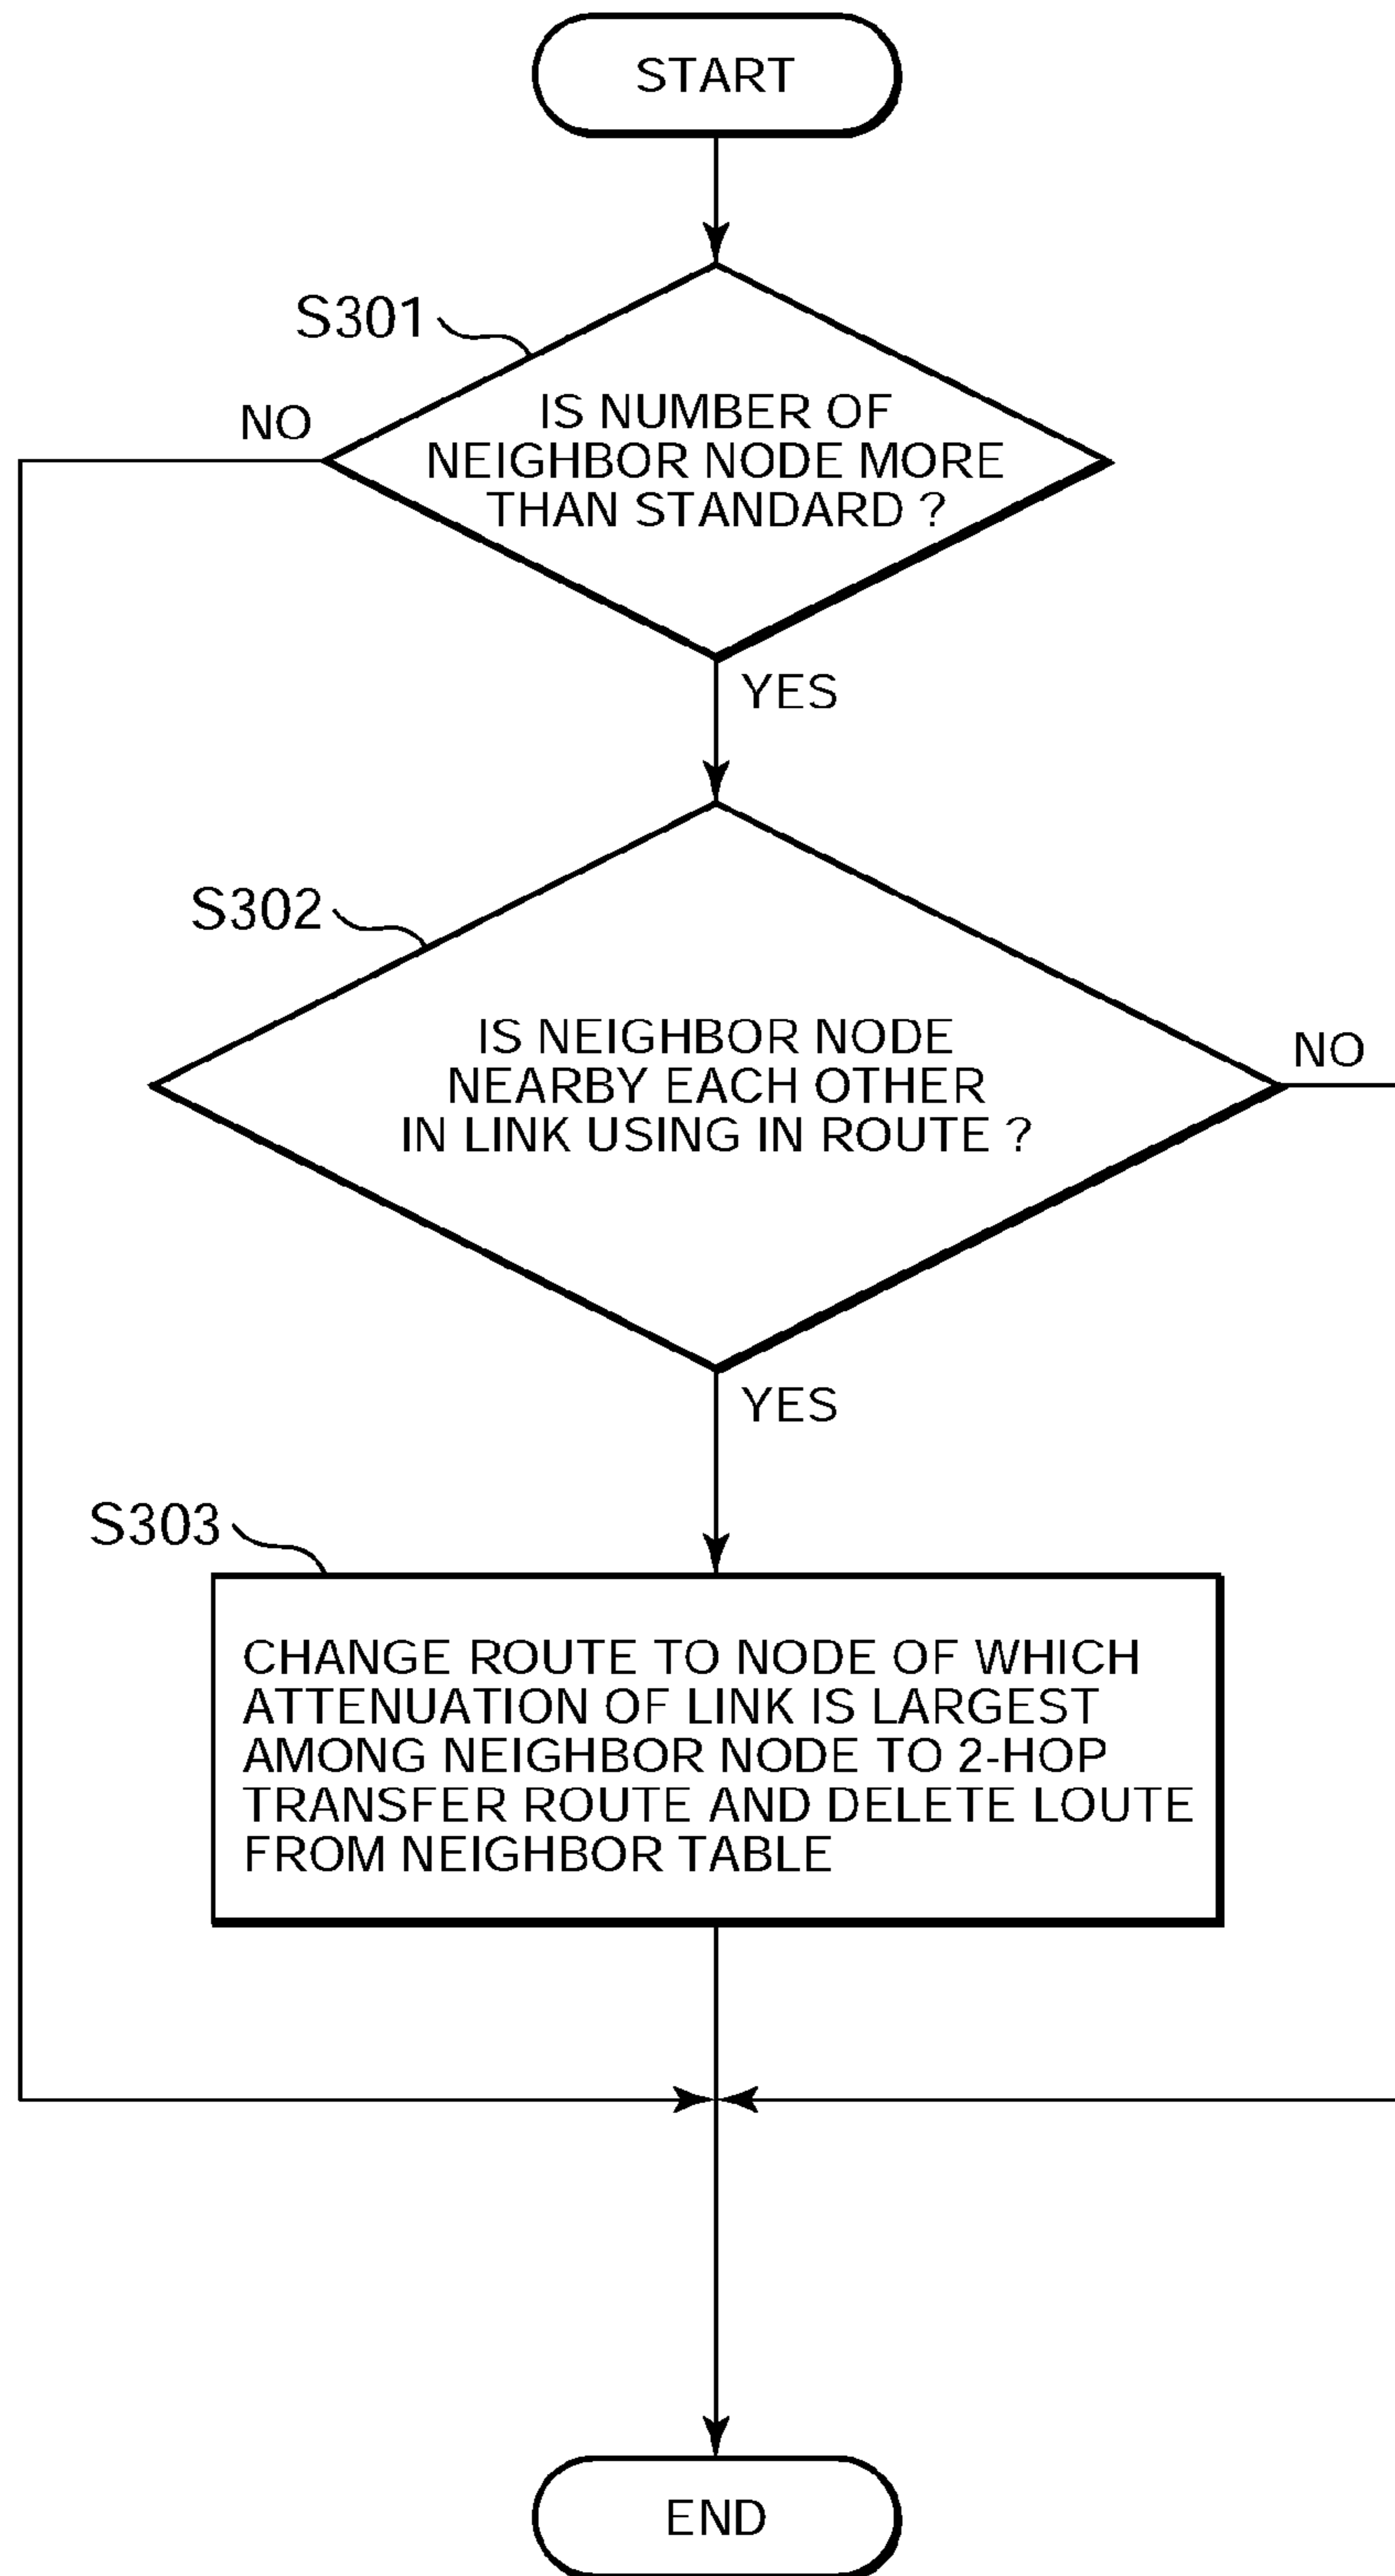 START
S301
NO
IS NUMBER OF
NEIGHBOR NODE MORE
THAN STANDARD ?
YES
S302
IS NEIGHBOR NODE
NEARBY EACH OTHER
IN LINK USING IN ROUTE ?
NO
YES
S303
CHANGE ROUTE TO NODE OF WHICH
ATTENUATION OF LINK IS LARGEST
AMONG NEIGHBOR NODE TO 2-HOP
TRANSFER ROUTE AND DELETE LOUTE
FROM NEIGHBOR TABLE
END